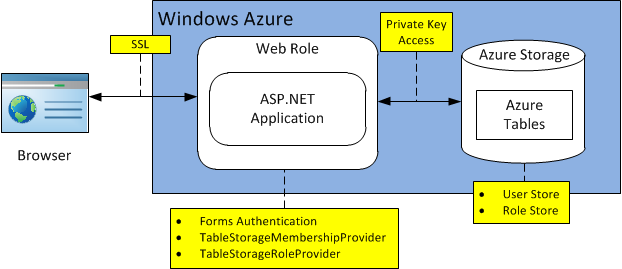 Windows Azure
SSL
Web Role
Private Key
Access
Azure Storage
ASP.NET
Application
Azure
Tables
Browser
• User Store
• Role Store
• Forms Authentication
• TableStorageMembershipProvider
• TableStorageRoleProvider